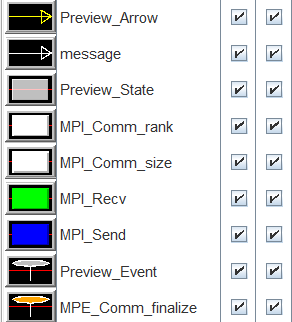 Preview_Arrow
message
Preview_State
MPI_Comm_rank
MPI_Comm_size
MPI_Recv
MPI_Send
Preview_Event
MPE_Comm_finalize